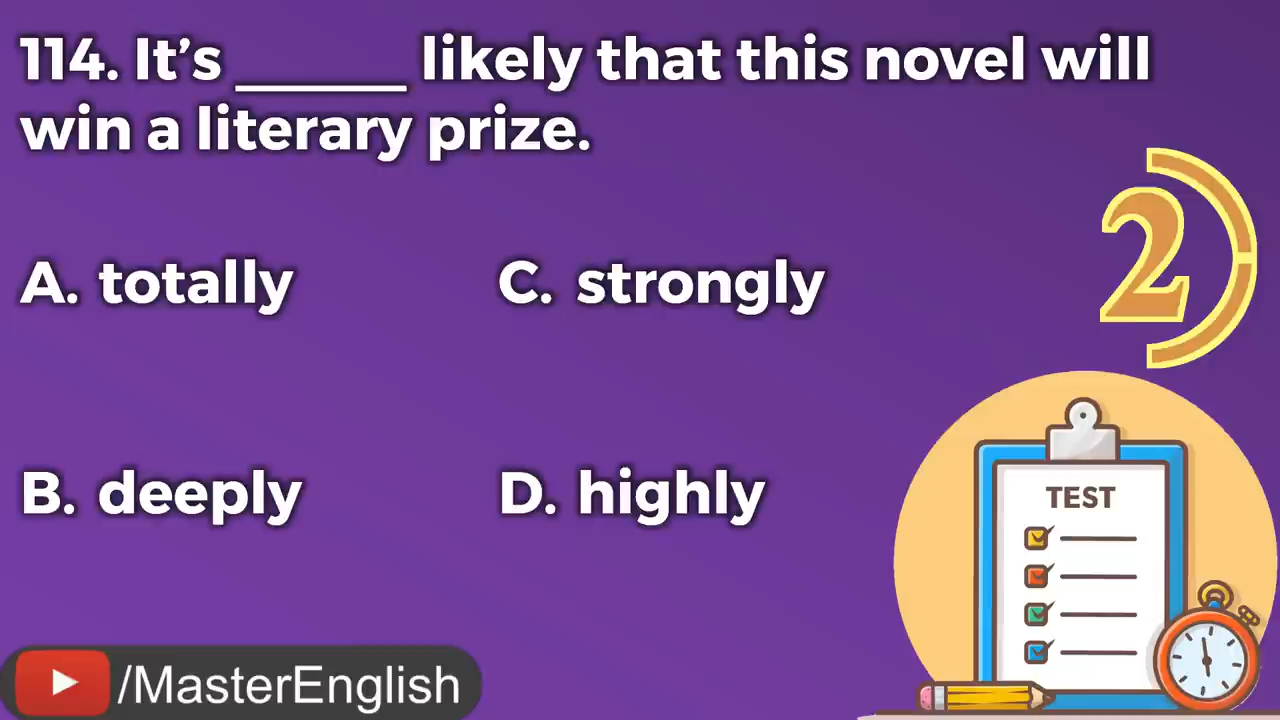 114. It’s ______ likely that this novel will
win a literary prize.
A. totally
C. strongly
B. deeply
D. highly
2
TEST
/MasterEnglish